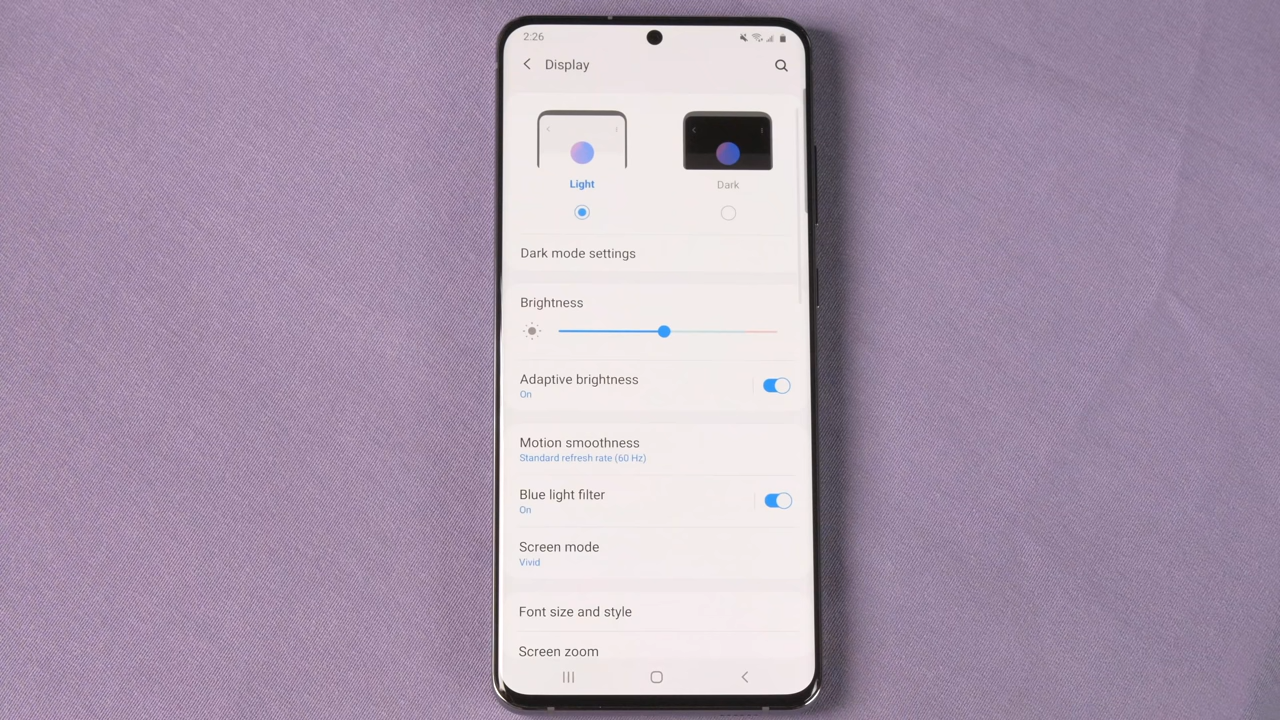 2:26
Display
Light
Dark
Dark mode settings
Brightness
Adaptive brightness
On
Motion smoothness
Standard refresh rate (60 Hz)
Blue light filter
On
Screen mode
Vivid
Font size and style
Screen zoom